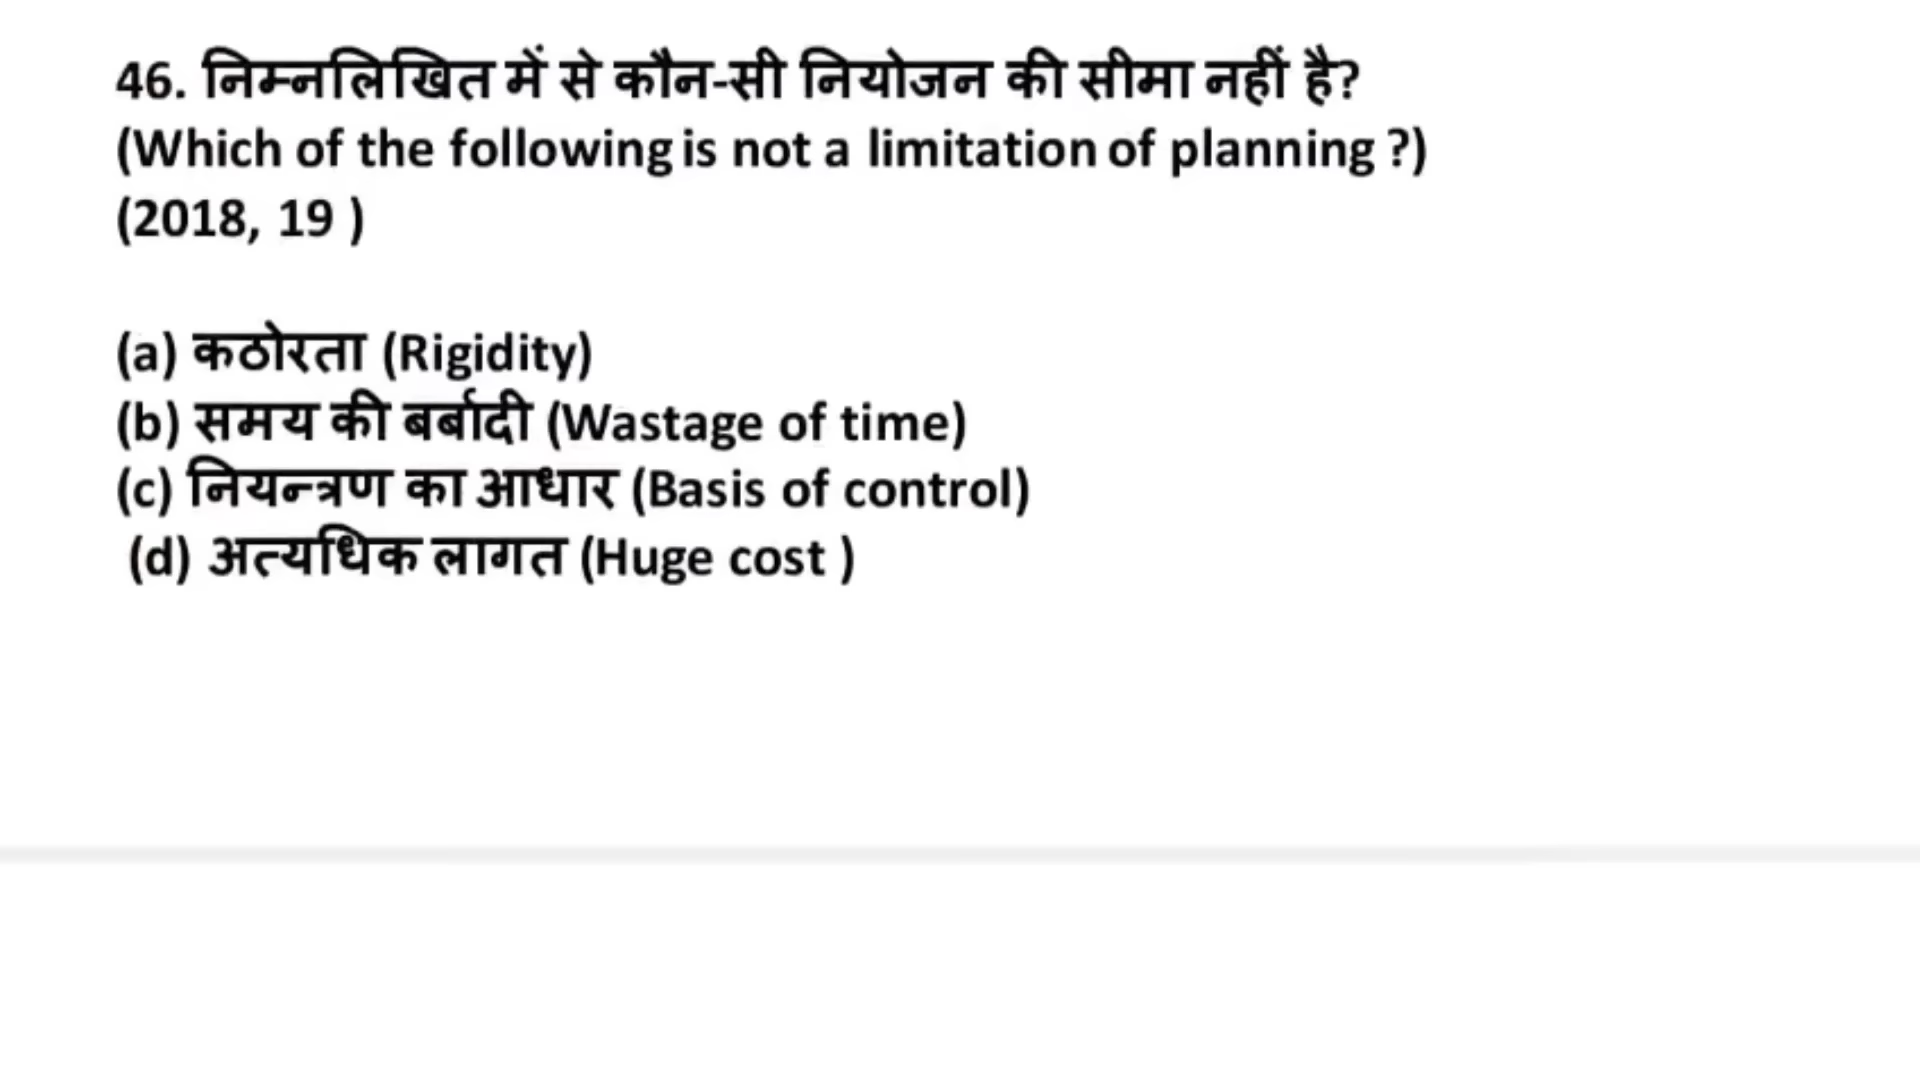 46. निम्नलिखित में से कौन-सी नियोजन की सीमा नहीं है?
(Which of the following is not a limitation of planning ?)
(2018, 19 )
(a) कठोरता (Rigidity)
(b) समय की बर्बादी (Wastage of time)
(c) नियन्त्रण का आधार (Basis of control)
(d) अत्यधिक लागत (Huge cost )